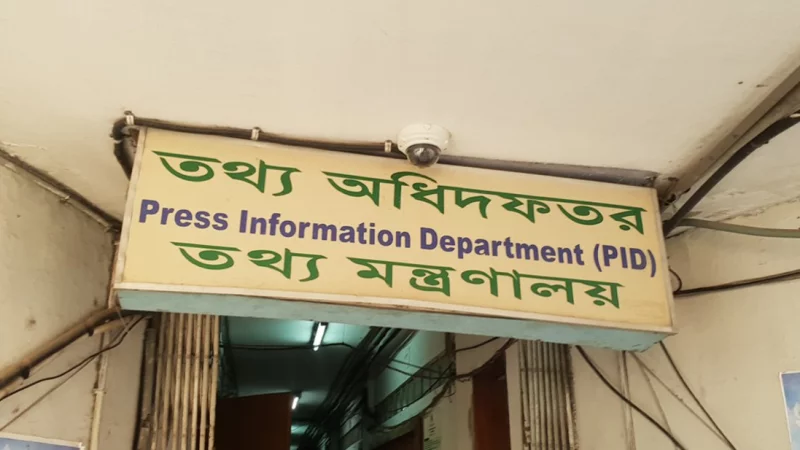 তথ্য অধিদফতর
Press Information Department (PID)
তথ্য মন্ত্রণালয়